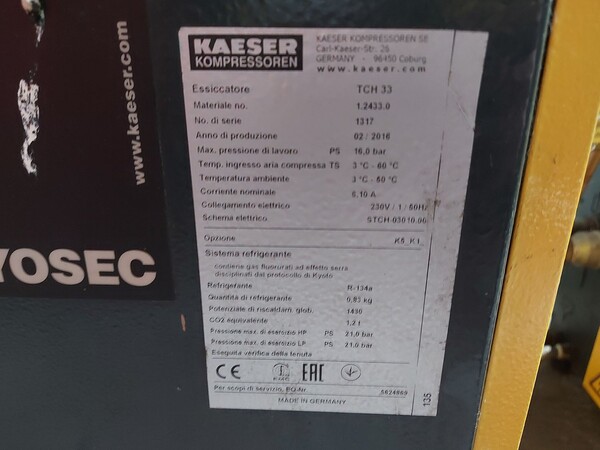 www.kaeser.com
YOSEC
KAESER
KOMPRESSOREN
KAESER KOMPRESSOREN SE
Carl-Kaeser-Str. 26
GERMANY - 96450 Coburg
www.kaeser.com
Essiccatore TCH 33
Materiale no. 1.2433.0
No. di serie 1317
Anno di produzione 02 / 2016
Max. pressione di lavoro PS 16,0 bar
Temp. ingresso aria compressa TS 3 °C - 60 °C
Temperatura ambiente 3 °C - 50 °C
Corriente nominale 6,10 A
Collegamento elettrico 230V / 1 / 50Hz
Schema elettrico STCH-03010.00
Opzione K5_K1_
Sistema refrigerante
contiene gas fluorurati ad effetto serra
disciplinati dal protocollo di Kyoto
Refrigerante R-134a
Quantità di refrigerante 0,83 kg
Potenziale di riscaldam. glob. 1430
CO2 equivalente 1,2 t
Pressione max. di esercizio HP PS 21,0 bar
Pressione max. di esercizio LP PS 21,0 bar
Eseguita verifica della tenuta
CE EAC
Per scopi di servizio, EQ-Nr.
MADE IN GERMANY
135